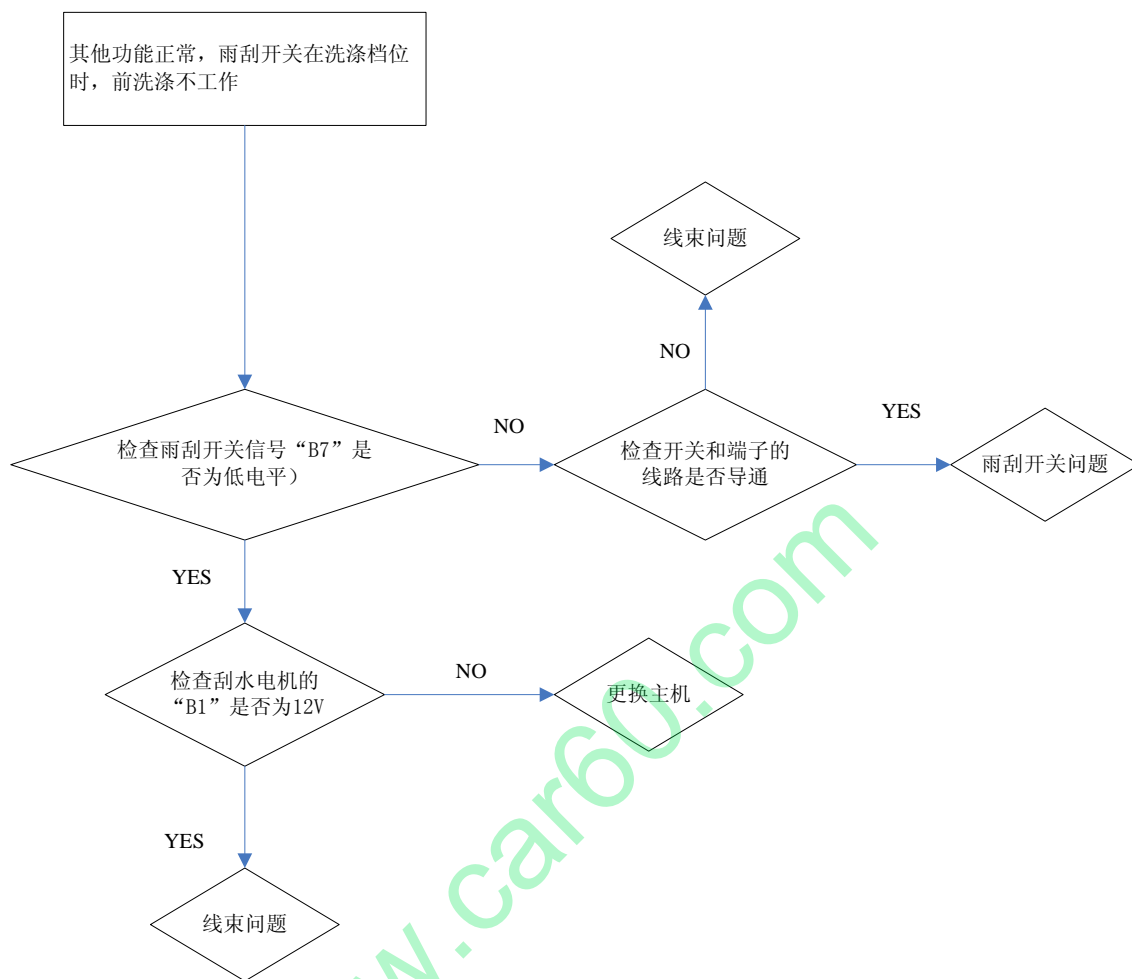 其他功能正常，雨刮开关在洗涤档位
时，前洗涤不工作
线束问题
NO
检查雨刮开关信号“B7”是
否为低电平）
NO
检查开关和端子的
线路是否导通
YES
雨刮开关问题
YES
检查刮水电机的
“B1”是否为12V
NO
更换主机
YES
线束问题
w.car60.com